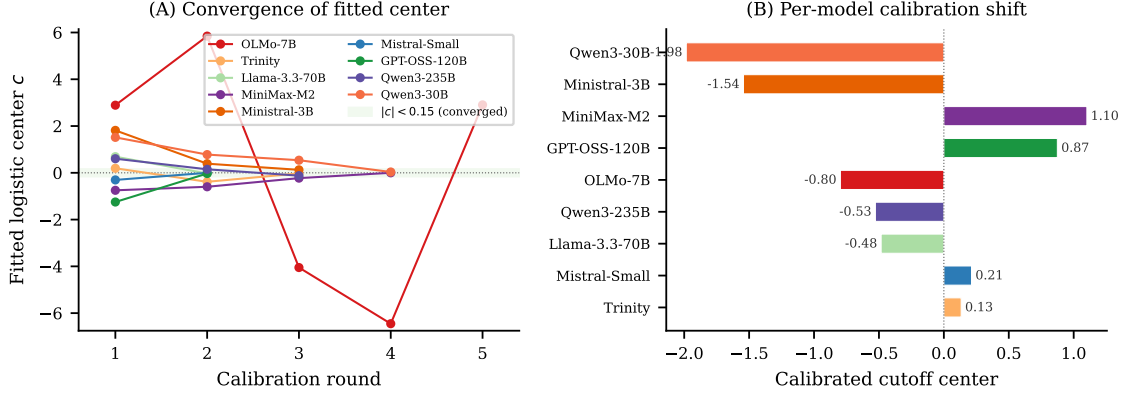 (A) Convergence of fitted center
Fitted logistic center c
6
4
2
0
−2
−4
−6
1 2 3 4 5
Calibration round
OLMo-7B
Trinity
Llama-3.3-70B
MiniMax-M2
Ministral-3B
Mistral-Small
GPT-OSS-120B
Qwen3-235B
Qwen3-30B
|c| < 0.15 (converged)
(B) Per-model calibration shift
Qwen3-30B -1.98
Ministral-3B -1.54
MiniMax-M2 1.10
GPT-OSS-120B 0.87
OLMo-7B -0.80
Qwen3-235B -0.53
Llama-3.3-70B -0.48
Mistral-Small 0.21
Trinity 0.13
−2.0 −1.5 −1.0 −0.5 0.0 0.5 1.0
Calibrated cutoff center